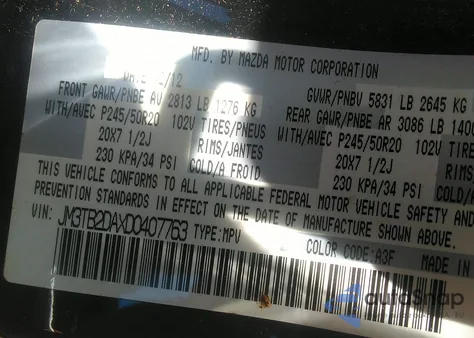 MFD. BY MAZDA MOTOR CORPORATION
DATE /12
GVWR/PNBV 5831 LB 2645 KG
FRONT GAWR/PNBE AV 2813 LB 1276 KG
REAR GAWR/PNBE AR 3086 LB 1400
WITH/AVEC P245/50R20 102V TIRES/PNEUS
WITH/AVEC P245/50R20 102V
20X7 1/2J RIMS/JANTES
20X7 1/2J
230 KPA/34 PSI COLD/A FROID
230 KPA/34 PSI
THIS VEHICLE CONFORMS TO ALL APPLICABLE FEDERAL MOTOR VEHICLE SAFETY AND
PREVENTION STANDARDS IN EFFECT ON THE DATE OF MANUFACTURE SHOWN ABOVE.
VIN: JM3TB2DAXD0407763 TYPE: MPV
COLOR CODE: A3F MADE IN
autoSnap